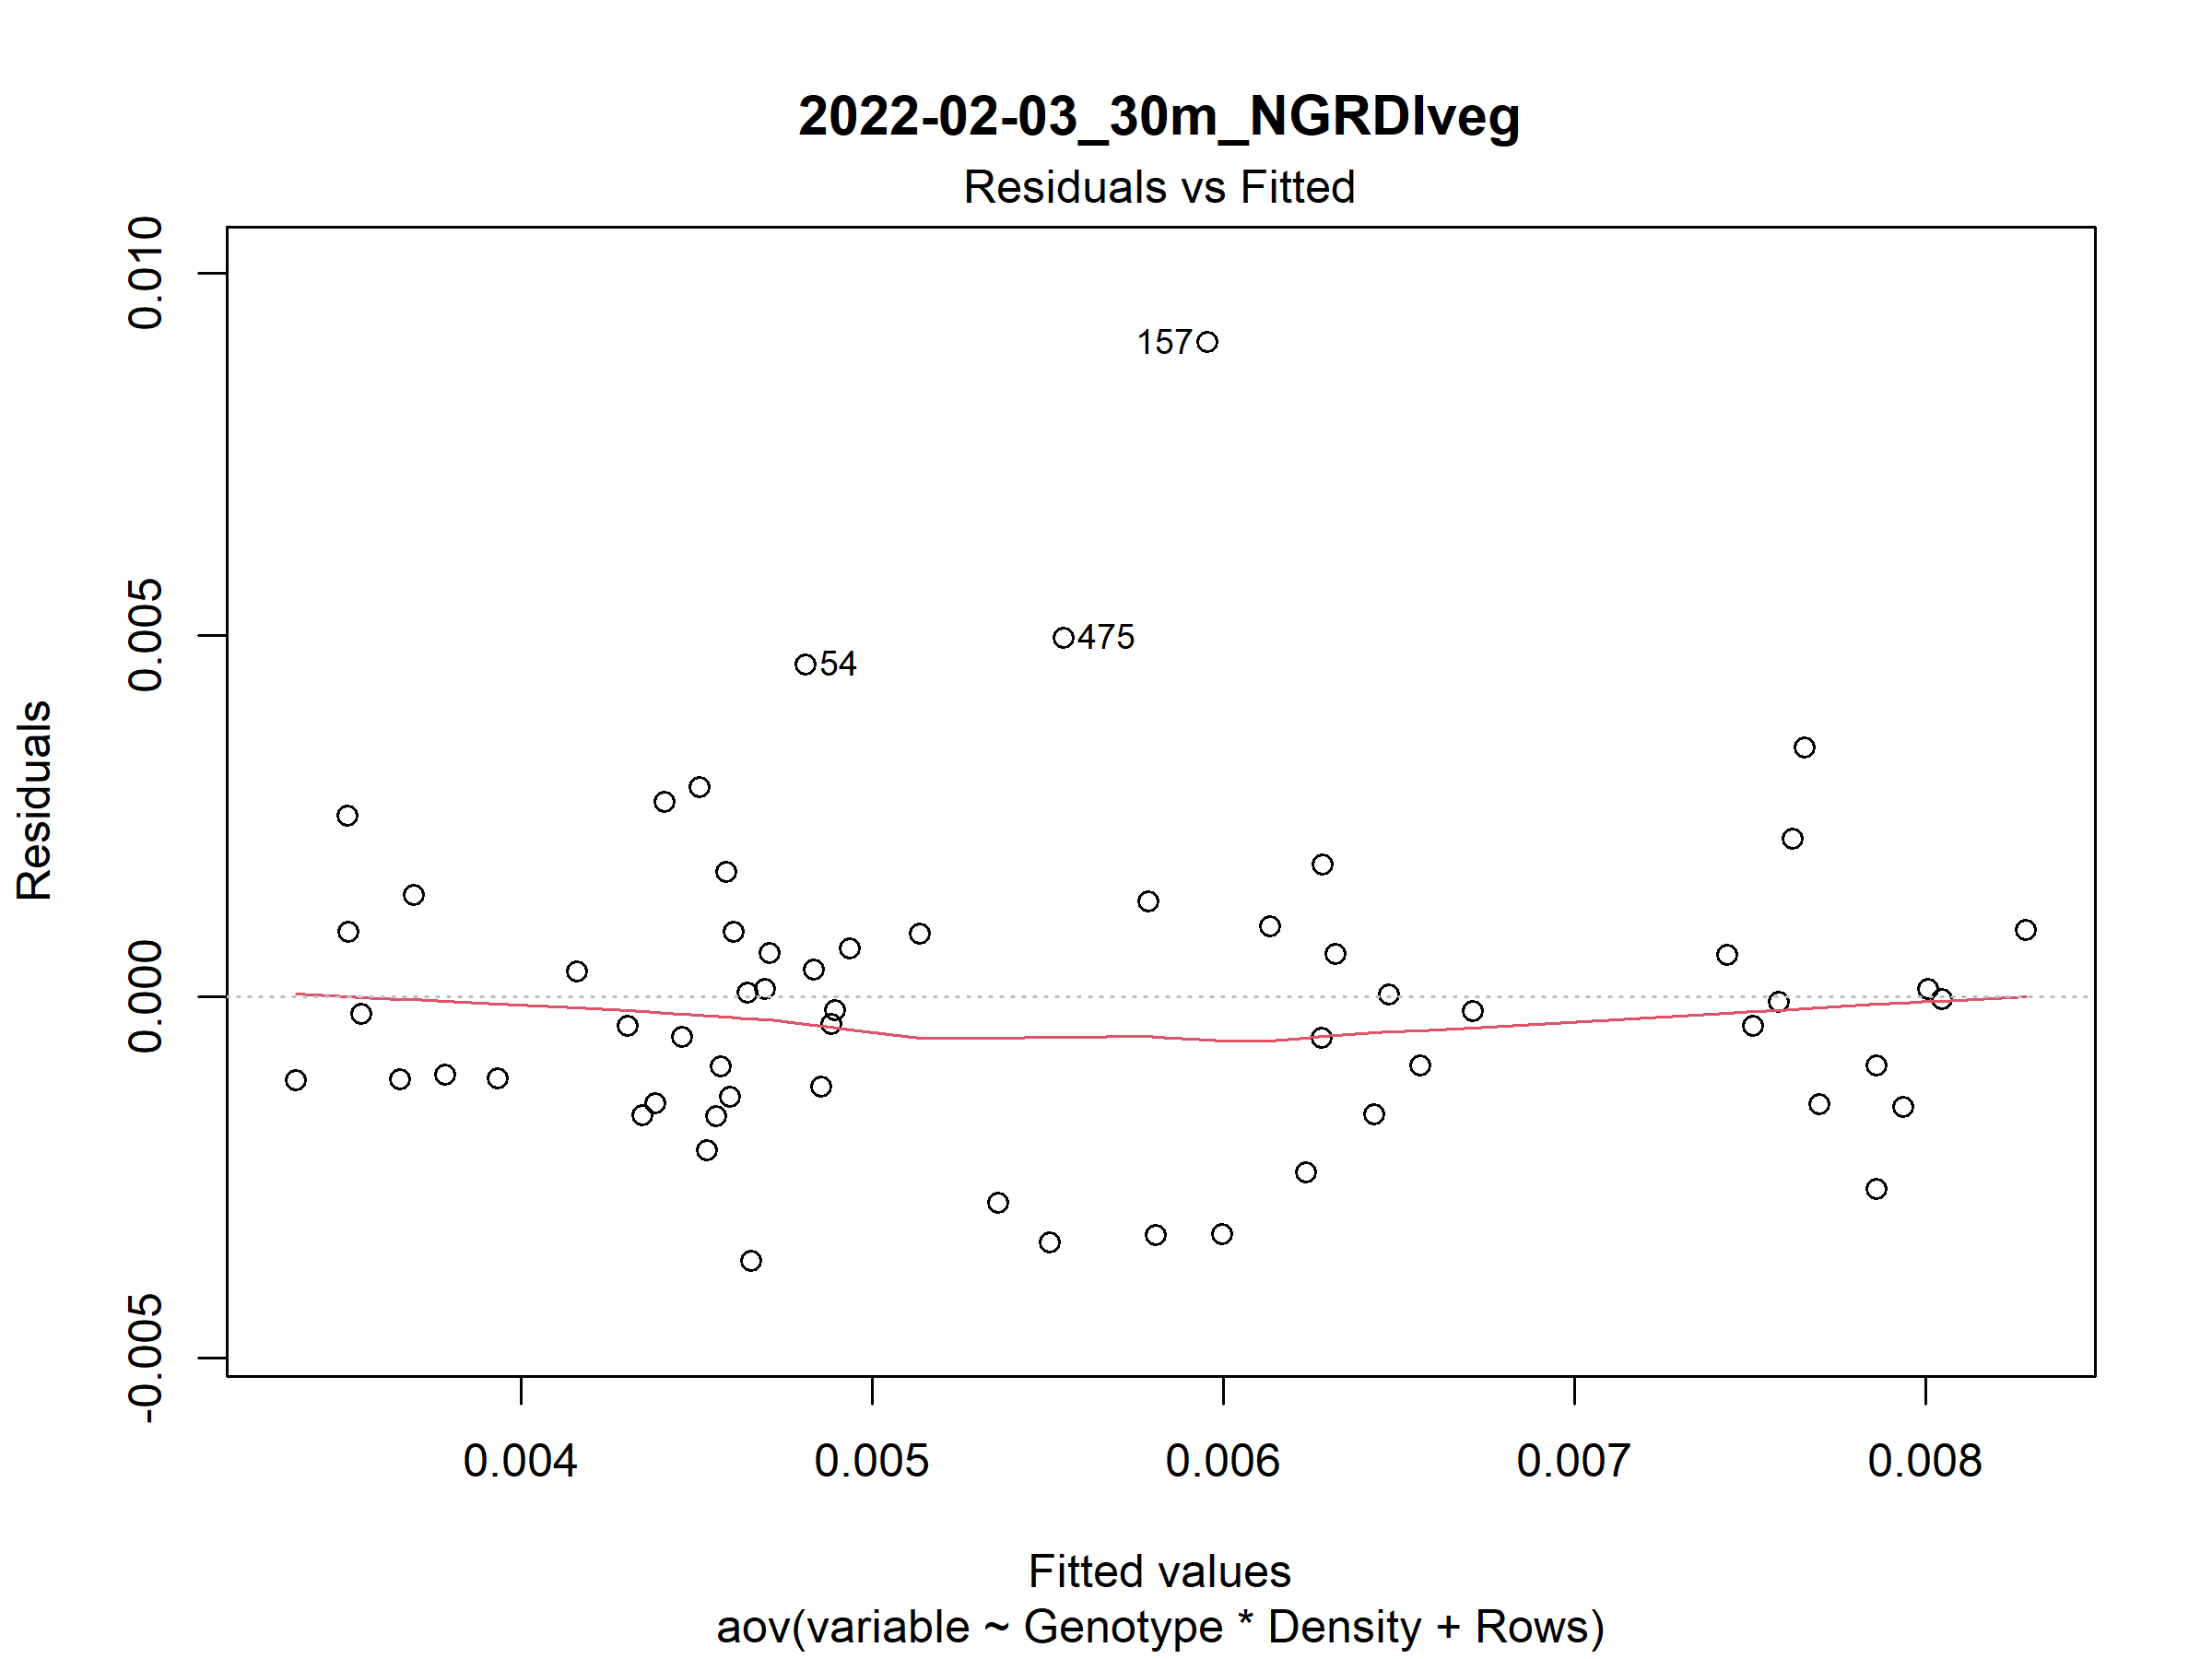 2022-02-03_30m_NGRDIveg
Residuals vs Fitted
0.010
0.005
0.000
-0.005
Residuals
157
475
54
0.004 0.005 0.006 0.007 0.008
Fitted values
aov(variable ~ Genotype * Density + Rows)